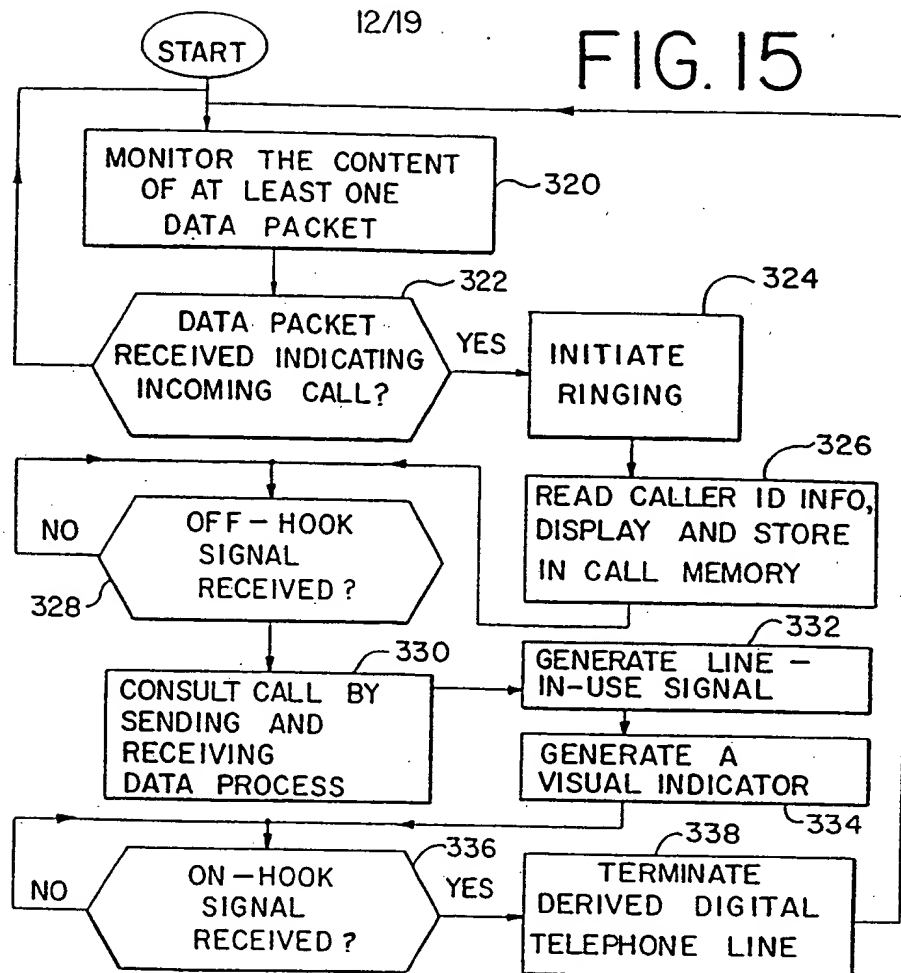 12/19
FIG. 15
START
MONITOR THE CONTENT
OF AT LEAST ONE
DATA PACKET
320
322
DATA PACKET
RECEIVED INDICATING
INCOMING CALL?
YES
324
INITIATE
RINGING
326
READ CALLER ID INFO,
DISPLAY AND STORE
IN CALL MEMORY
NO
OFF-HOOK
SIGNAL
RECEIVED?
328
330
CONSULT CALL BY
SENDING AND
RECEIVING
DATA PROCESS
332
GENERATE LINE-
IN-USE SIGNAL
GENERATE A
VISUAL INDICATOR
334
336
NO
ON-HOOK
SIGNAL
RECEIVED?
YES
338
TERMINATE
DERIVED DIGITAL
TELEPHONE LINE